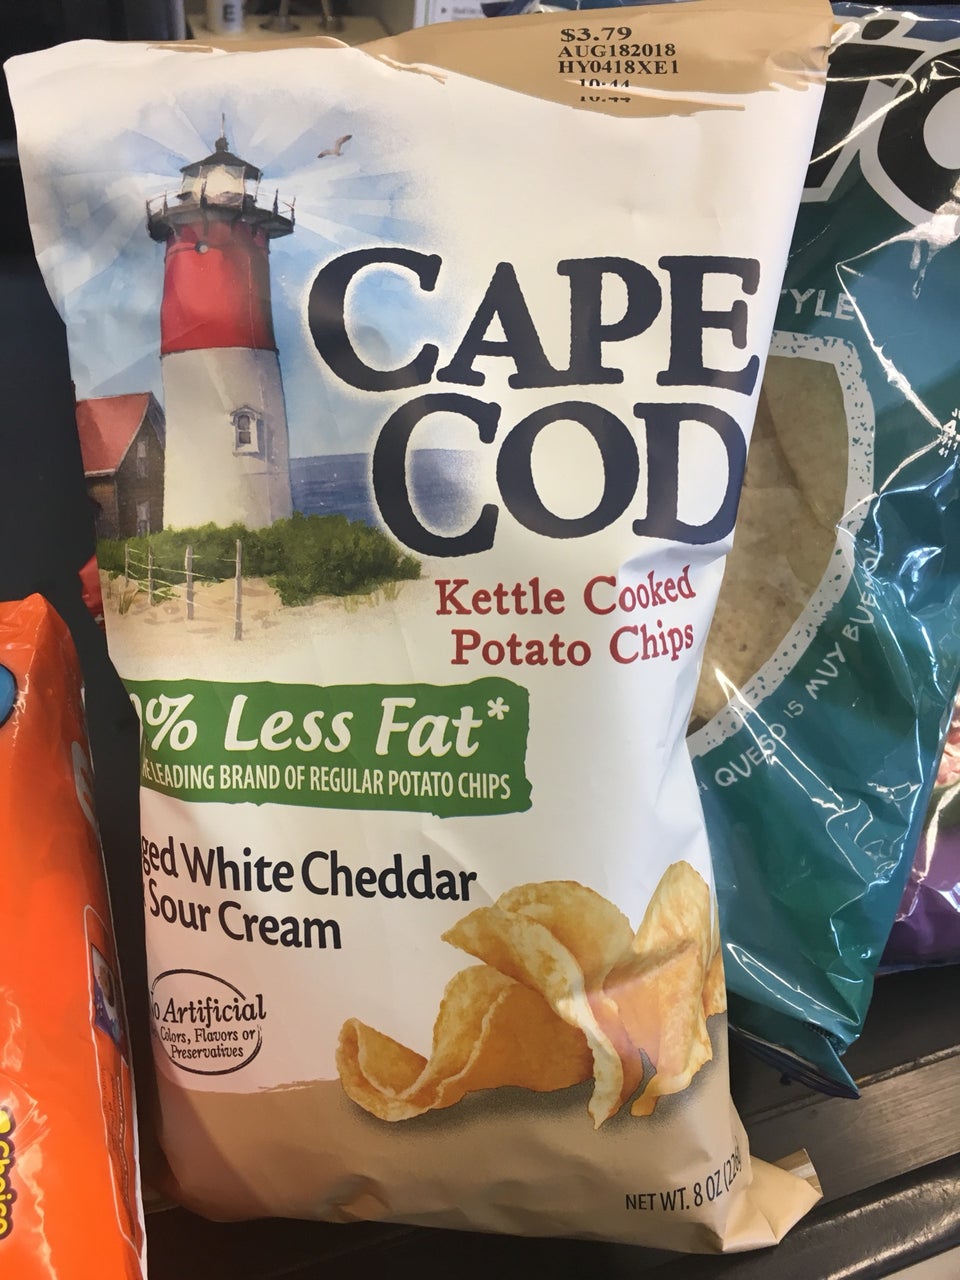 $3.79
AUG182018
HY0418XE1
10:44
CAPE
COD
Kettle Cooked
Potato Chips
% Less Fat*
LEADING BRAND OF REGULAR POTATO CHIPS
ged White Cheddar
Sour Cream
o Artificial
Colors, Flavors or
Preservatives
NET WT. 8 OZ (226
TYLE
QUESO IS MUY BUENO